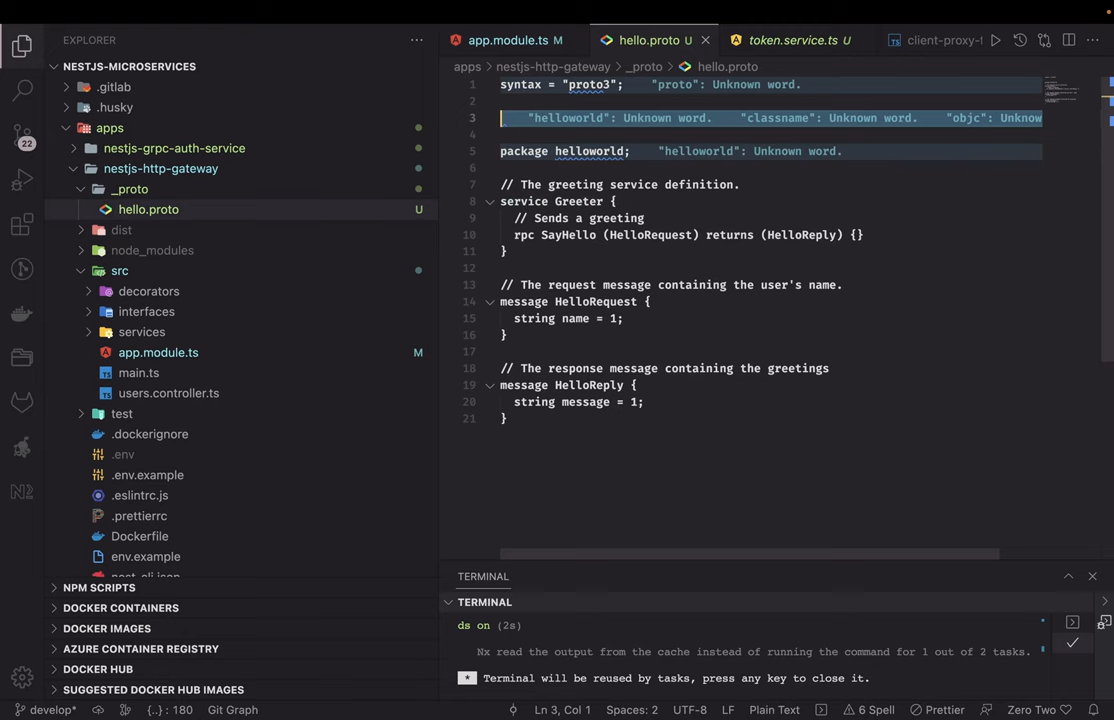 EXPLORER
NESTJS-MICROSERVICES
.gitlab
.husky
apps
nestjs-grpc-auth-service
nestjs-http-gateway
_proto
hello.proto U
dist
node_modules
src
decorators
interfaces
services
app.module.ts M
main.ts
users.controller.ts
test
.dockerignore
.env
.env.example
.eslintrc.js
.prettierrc
Dockerfile
env.example
nest-cli.json
22
NPM SCRIPTS
DOCKER CONTAINERS
DOCKER IMAGES
AZURE CONTAINER REGISTRY
DOCKER HUB
SUGGESTED DOCKER HUB IMAGES
app.module.ts M
hello.proto U
token.service.ts U
client-proxy-f
apps > nestjs-http-gateway > _proto > hello.proto
1 syntax = "proto3"; "proto": Unknown word.
2
3 "helloworld": Unknown word. "classname": Unknown word. "objc": Unknow
4
5 package helloworld; "helloworld": Unknown word.
6
7 // The greeting service definition.
8 service Greeter {
9 // Sends a greeting
10 rpc SayHello (HelloRequest) returns (HelloReply) {}
11 }
12
13 // The request message containing the user's name.
14 message HelloRequest {
15 string name = 1;
16 }
17
18 // The response message containing the greetings
19 message HelloReply {
20 string message = 1;
21 }
TERMINAL
TERMINAL
ds on (2s)
Nx read the output from the cache instead of running the command for 1 out of 2 tasks.
* Terminal will be reused by tasks, press any key to close it.
develop* {..} : 180 Git Graph Ln 3, Col 1 Spaces: 2 UTF-8 LF Plain Text 6 Spell Prettier Zero Two